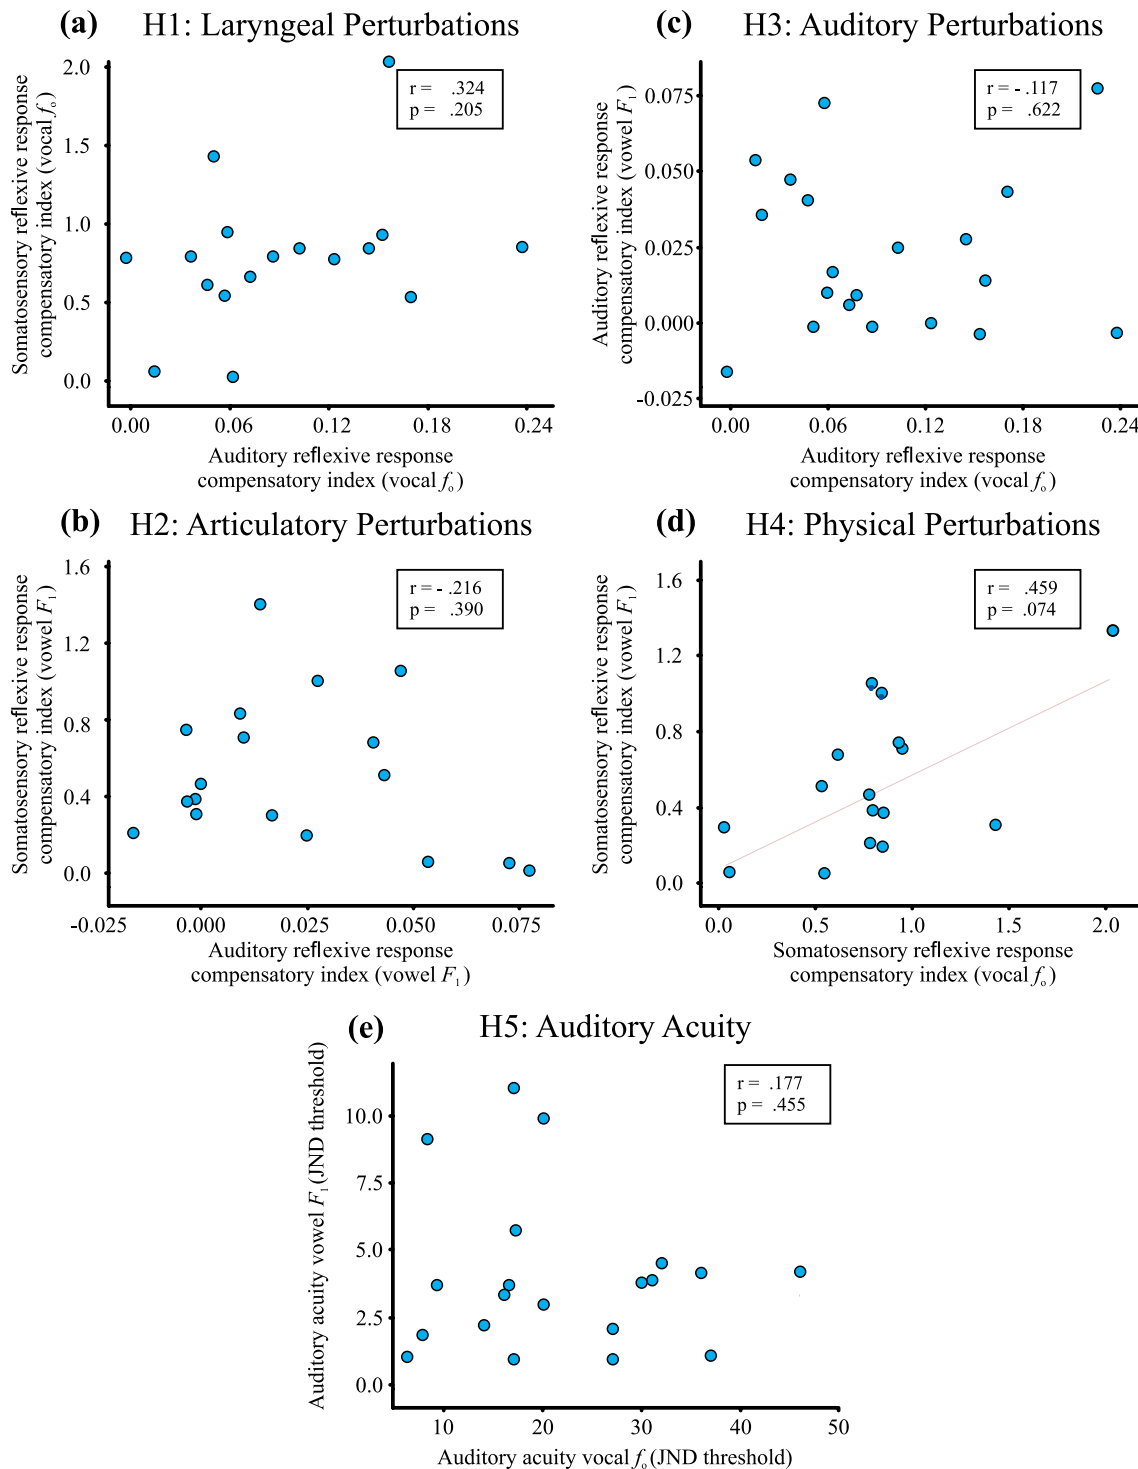 (a) H1: Laryngeal Perturbations
Somatosensory reflexive response
compensatory index (vocal fo)
2.0
1.5
1.0
0.5
0.0
r = .324
p = .205
0.00 0.06 0.12 0.18 0.24
Auditory reflexive response
compensatory index (vocal fo)
(c) H3: Auditory Perturbations
Auditory reflexive response
compensatory index (vowel F1)
0.075
0.050
0.025
0.000
-0.025
r = - .117
p = .622
0.00 0.06 0.12 0.18 0.24
Auditory reflexive response
compensatory index (vocal fo)
(b) H2: Articulatory Perturbations
Somatosensory reflexive response
compensatory index (vowel F1)
1.6
1.2
0.8
0.4
0.0
r = - .216
p = .390
-0.025 0.000 0.025 0.050 0.075
Auditory reflexive response
compensatory index (vowel F1)
(d) H4: Physical Perturbations
Somatosensory reflexive response
compensatory index (vowel F1)
1.6
1.2
0.8
0.4
0.0
r = .459
p = .074
0.0 0.5 1.0 1.5 2.0
Somatosensory reflexive response
compensatory index (vocal fo)
(e) H5: Auditory Acuity
Auditory acuity vowel F1 (JND threshold)
10.0
7.5
5.0
2.5
0.0
r = .177
p = .455
10 20 30 40 50
Auditory acuity vocal fo (JND threshold)